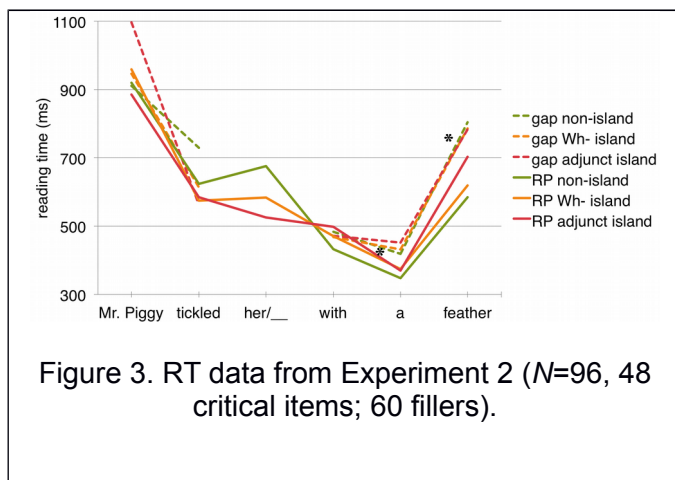 1100
900
700
500
300
reading time (ms)
*
*
Mr. Piggy tickled her/__ with a feather
gap non-island
gap Wh- island
gap adjunct island
RP non-island
RP Wh- island
RP adjunct island
Figure 3. RT data from Experiment 2 (N=96, 48
critical items; 60 fillers).